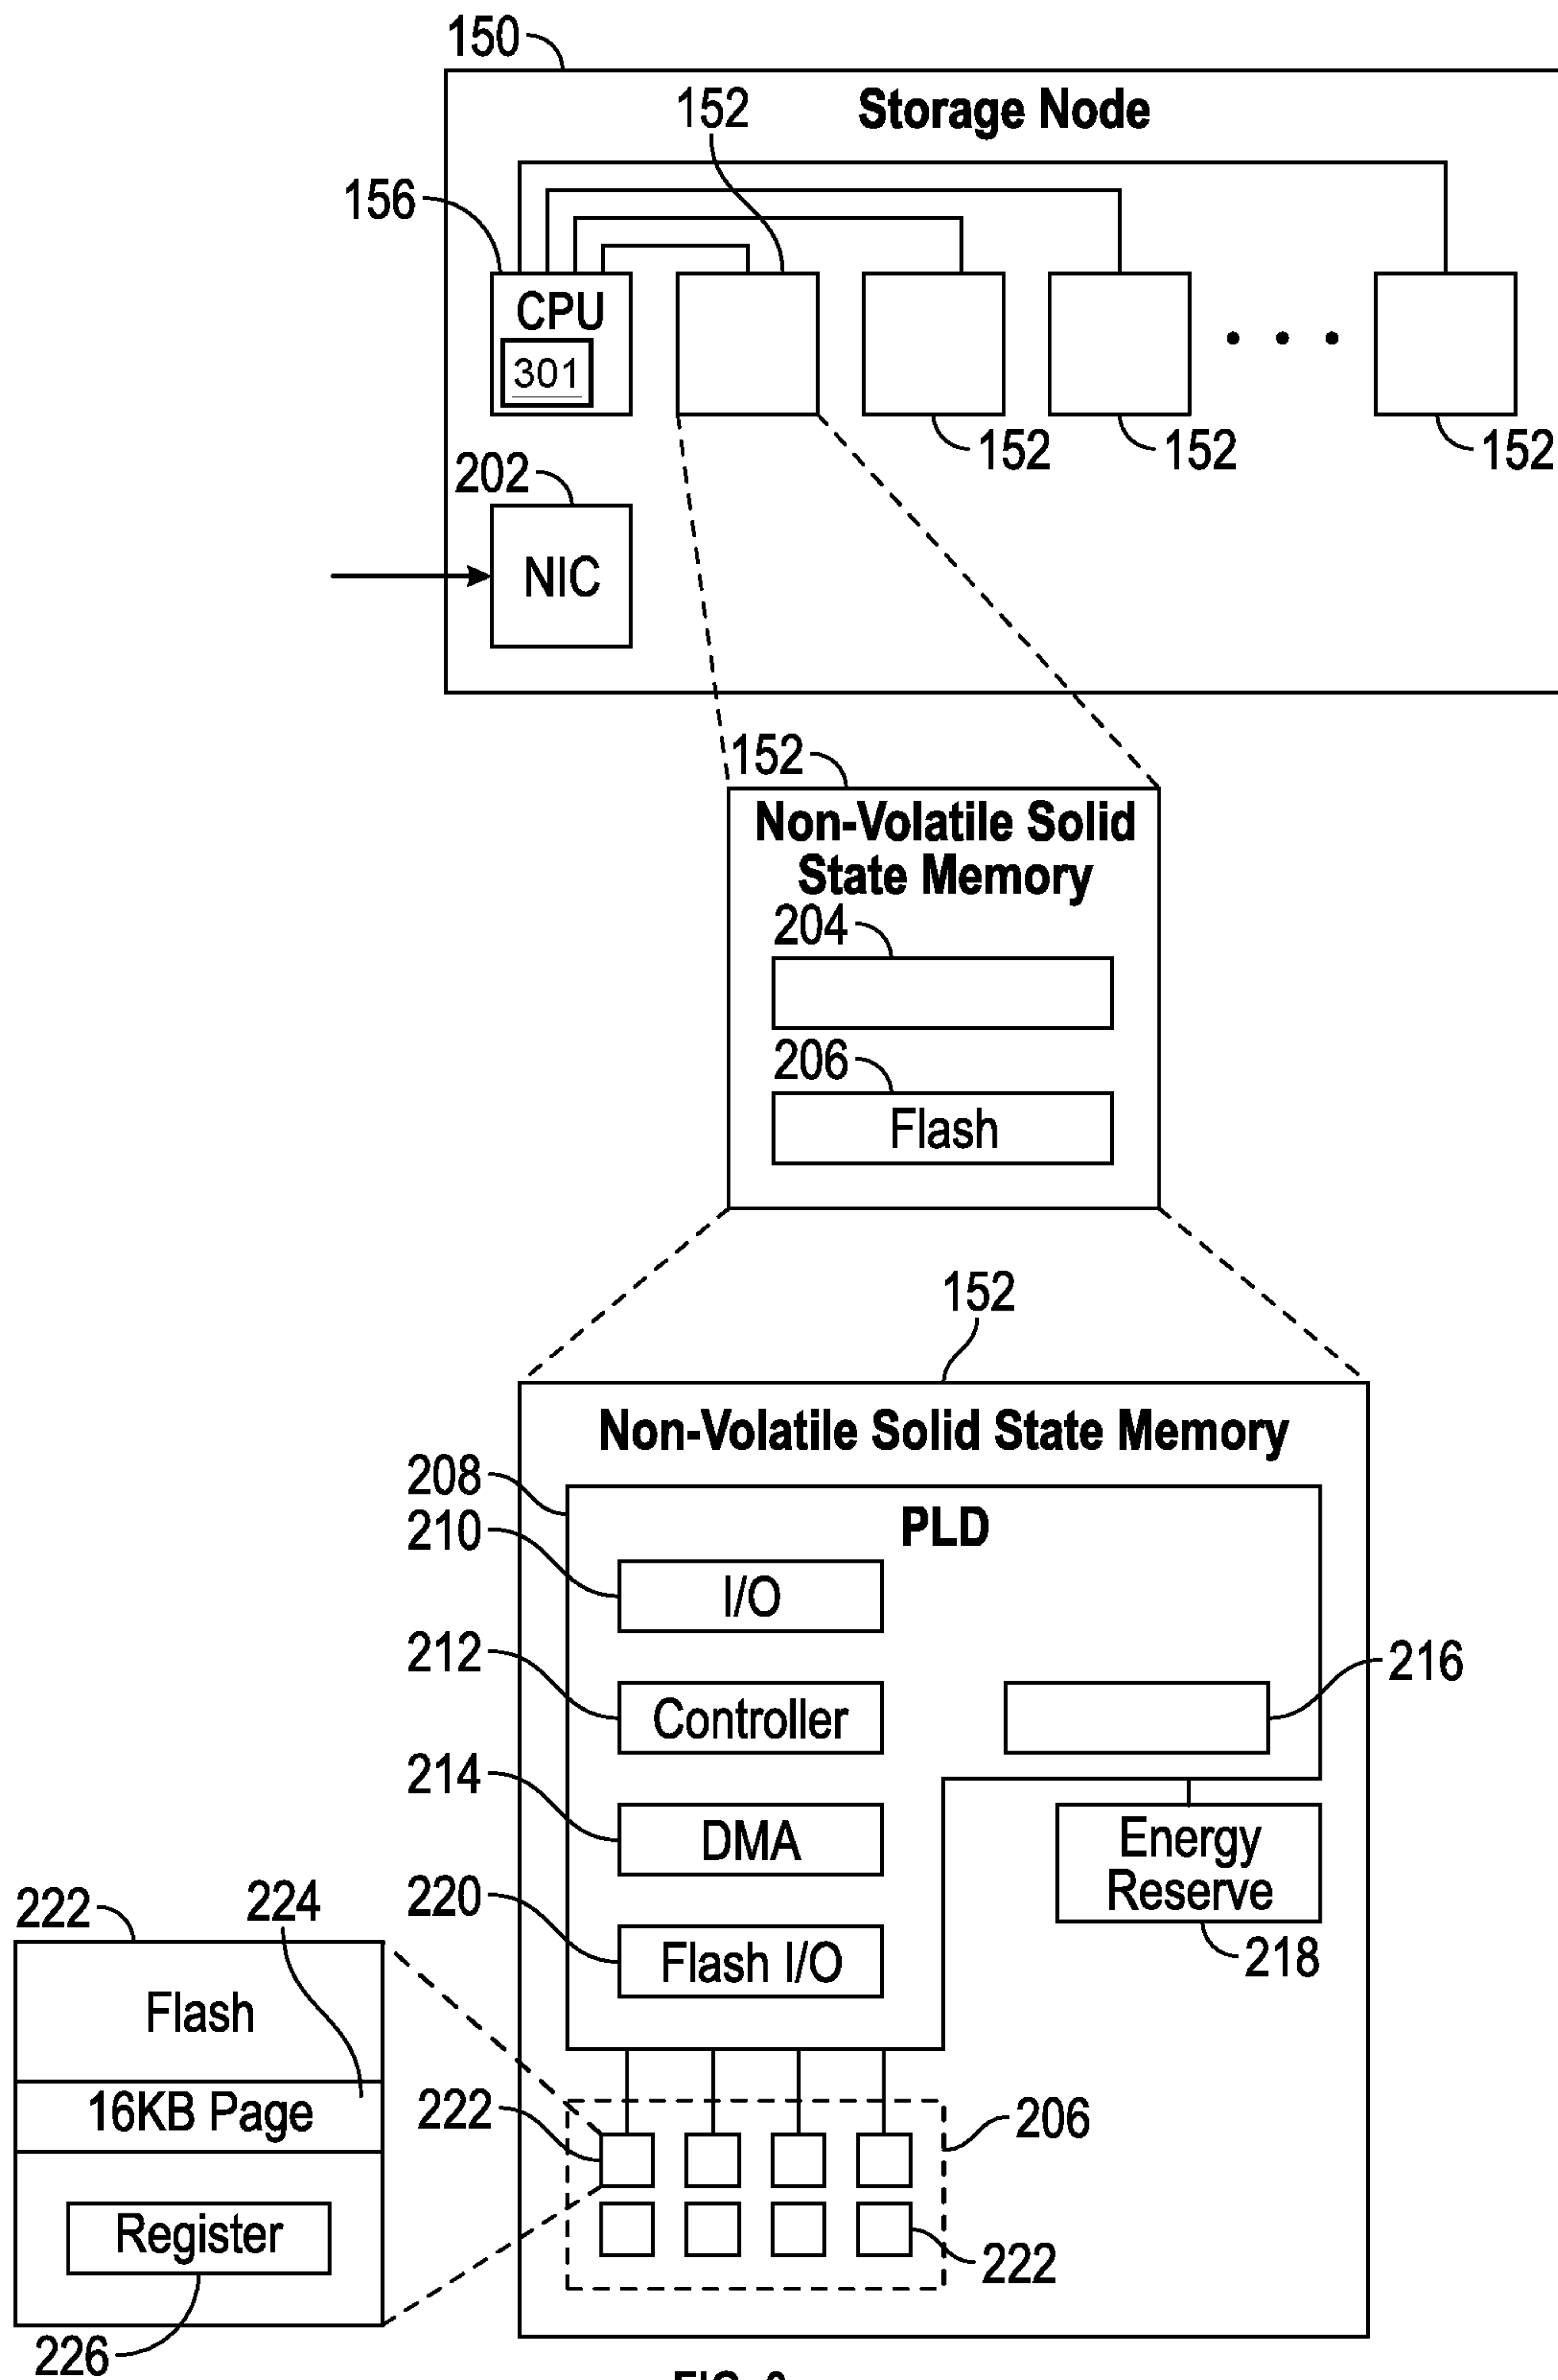 150
Storage Node
152
156
CPU
301
152
152
152
202
NIC
152
Non-Volatile Solid
State Memory
204
206
Flash
152
Non-Volatile Solid State Memory
208
PLD
210
I/O
212
Controller
216
214
DMA
Energy
Reserve
218
220
Flash I/O
222
224
Flash
16KB Page
Register
226
222
206
222